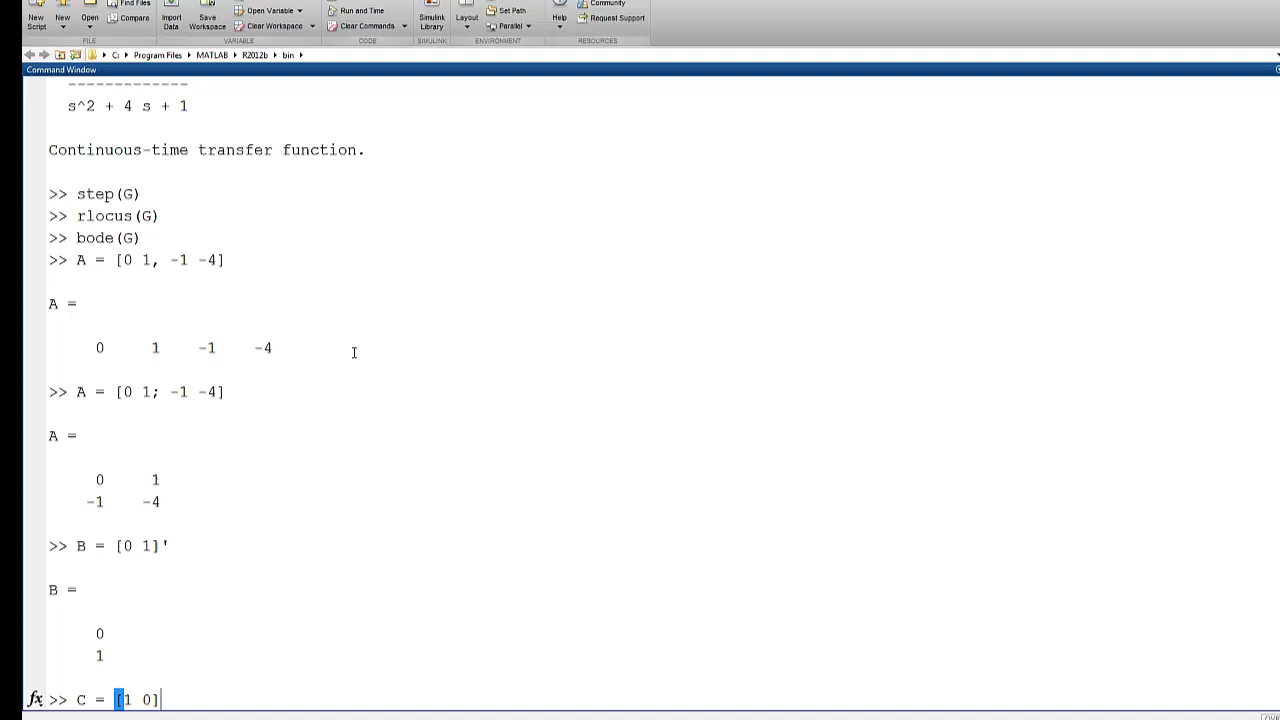 Find Files
New Script
New
Open
Compare
Import Data
Save Workspace
Open Variable
Clear Workspace
Run and Time
Clear Commands
Simulink Library
Layout
Set Path
Parallel
Help
Community
Request Support
FILE
VARIABLE
CODE
SIMULINK
ENVIRONMENT
RESOURCES
C: Program Files MATLAB R2012b bin
Command Window
-------------
s^2 + 4 s + 1
Continuous-time transfer function.
>> step(G)
>> rlocus(G)
>> bode(G)
>> A = [0 1, -1 -4]
A =
0 1 -1 -4
>> A = [0 1; -1 -4]
A =
0 1
-1 -4
>> B = [0 1]'
B =
0
1
fx >> C = [1 0]